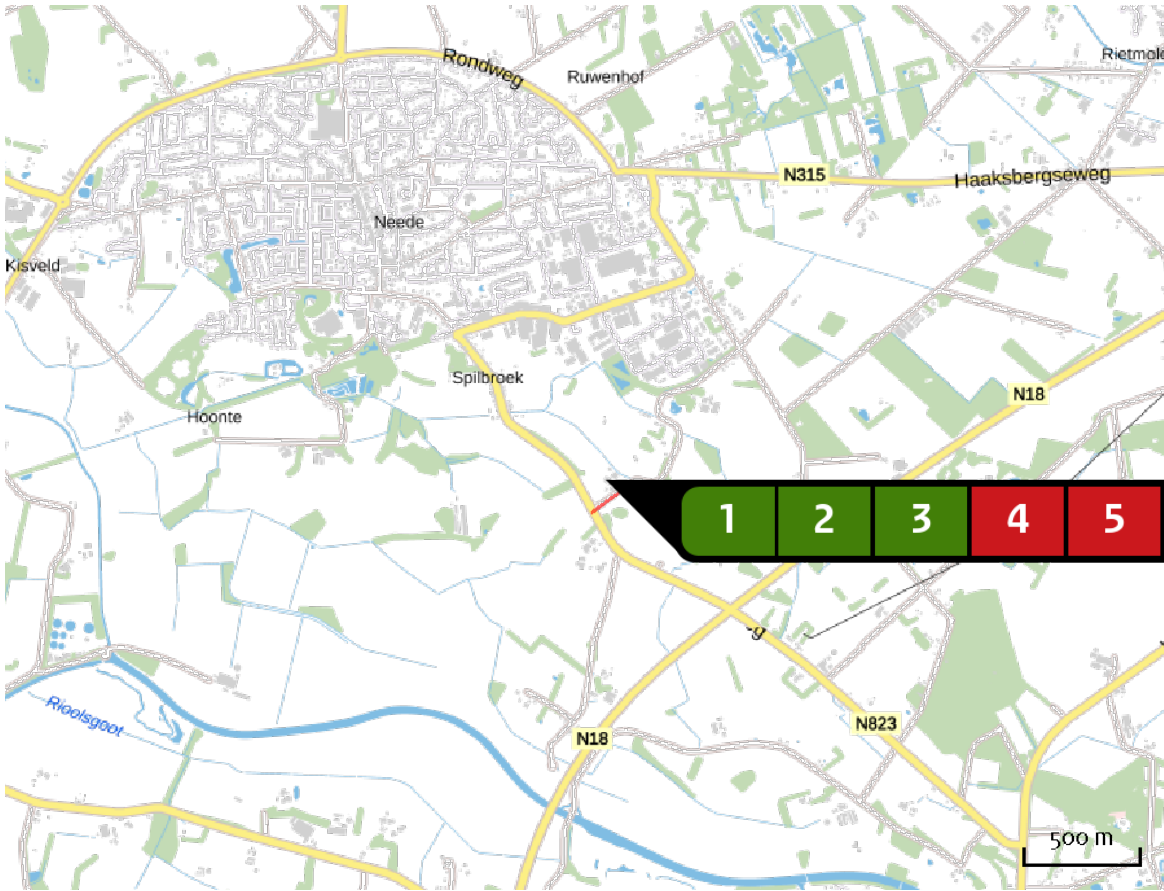 Rondweg
Ruwenhof
Rietmole
N315
Haaksbergseweg
Neede
Kisveld
Spilbroek
N18
Hoonte
1 2 3 4 5
Rioolsgoot
N18
N823
500 m